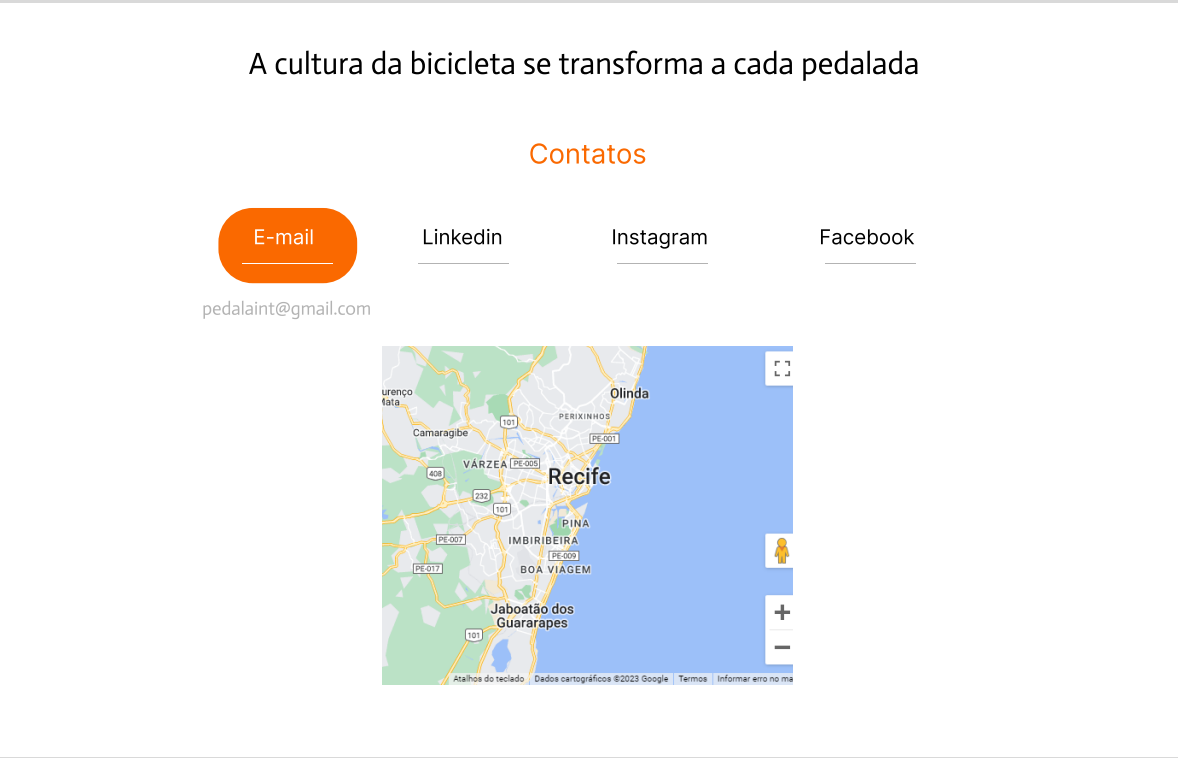 A cultura da bicicleta se transforma a cada pedalada
Contatos
E-mail
Linkedin
Instagram
Facebook
pedalaint@gmail.com
Olinda
urenço
Mata
PERIXINHOS
101
Camaragibe
PE-001
VÁRZEA
PE-005
408
Recife
232
101
PINA
PE-007
IMBIRIBEIRA
PE-009
PE-017
BOA VIAGEM
Jaboatão dos
Guararapes
101
Atalhos do teclado
Dados cartográficos ©2023 Google
Termos
Informar erro no ma